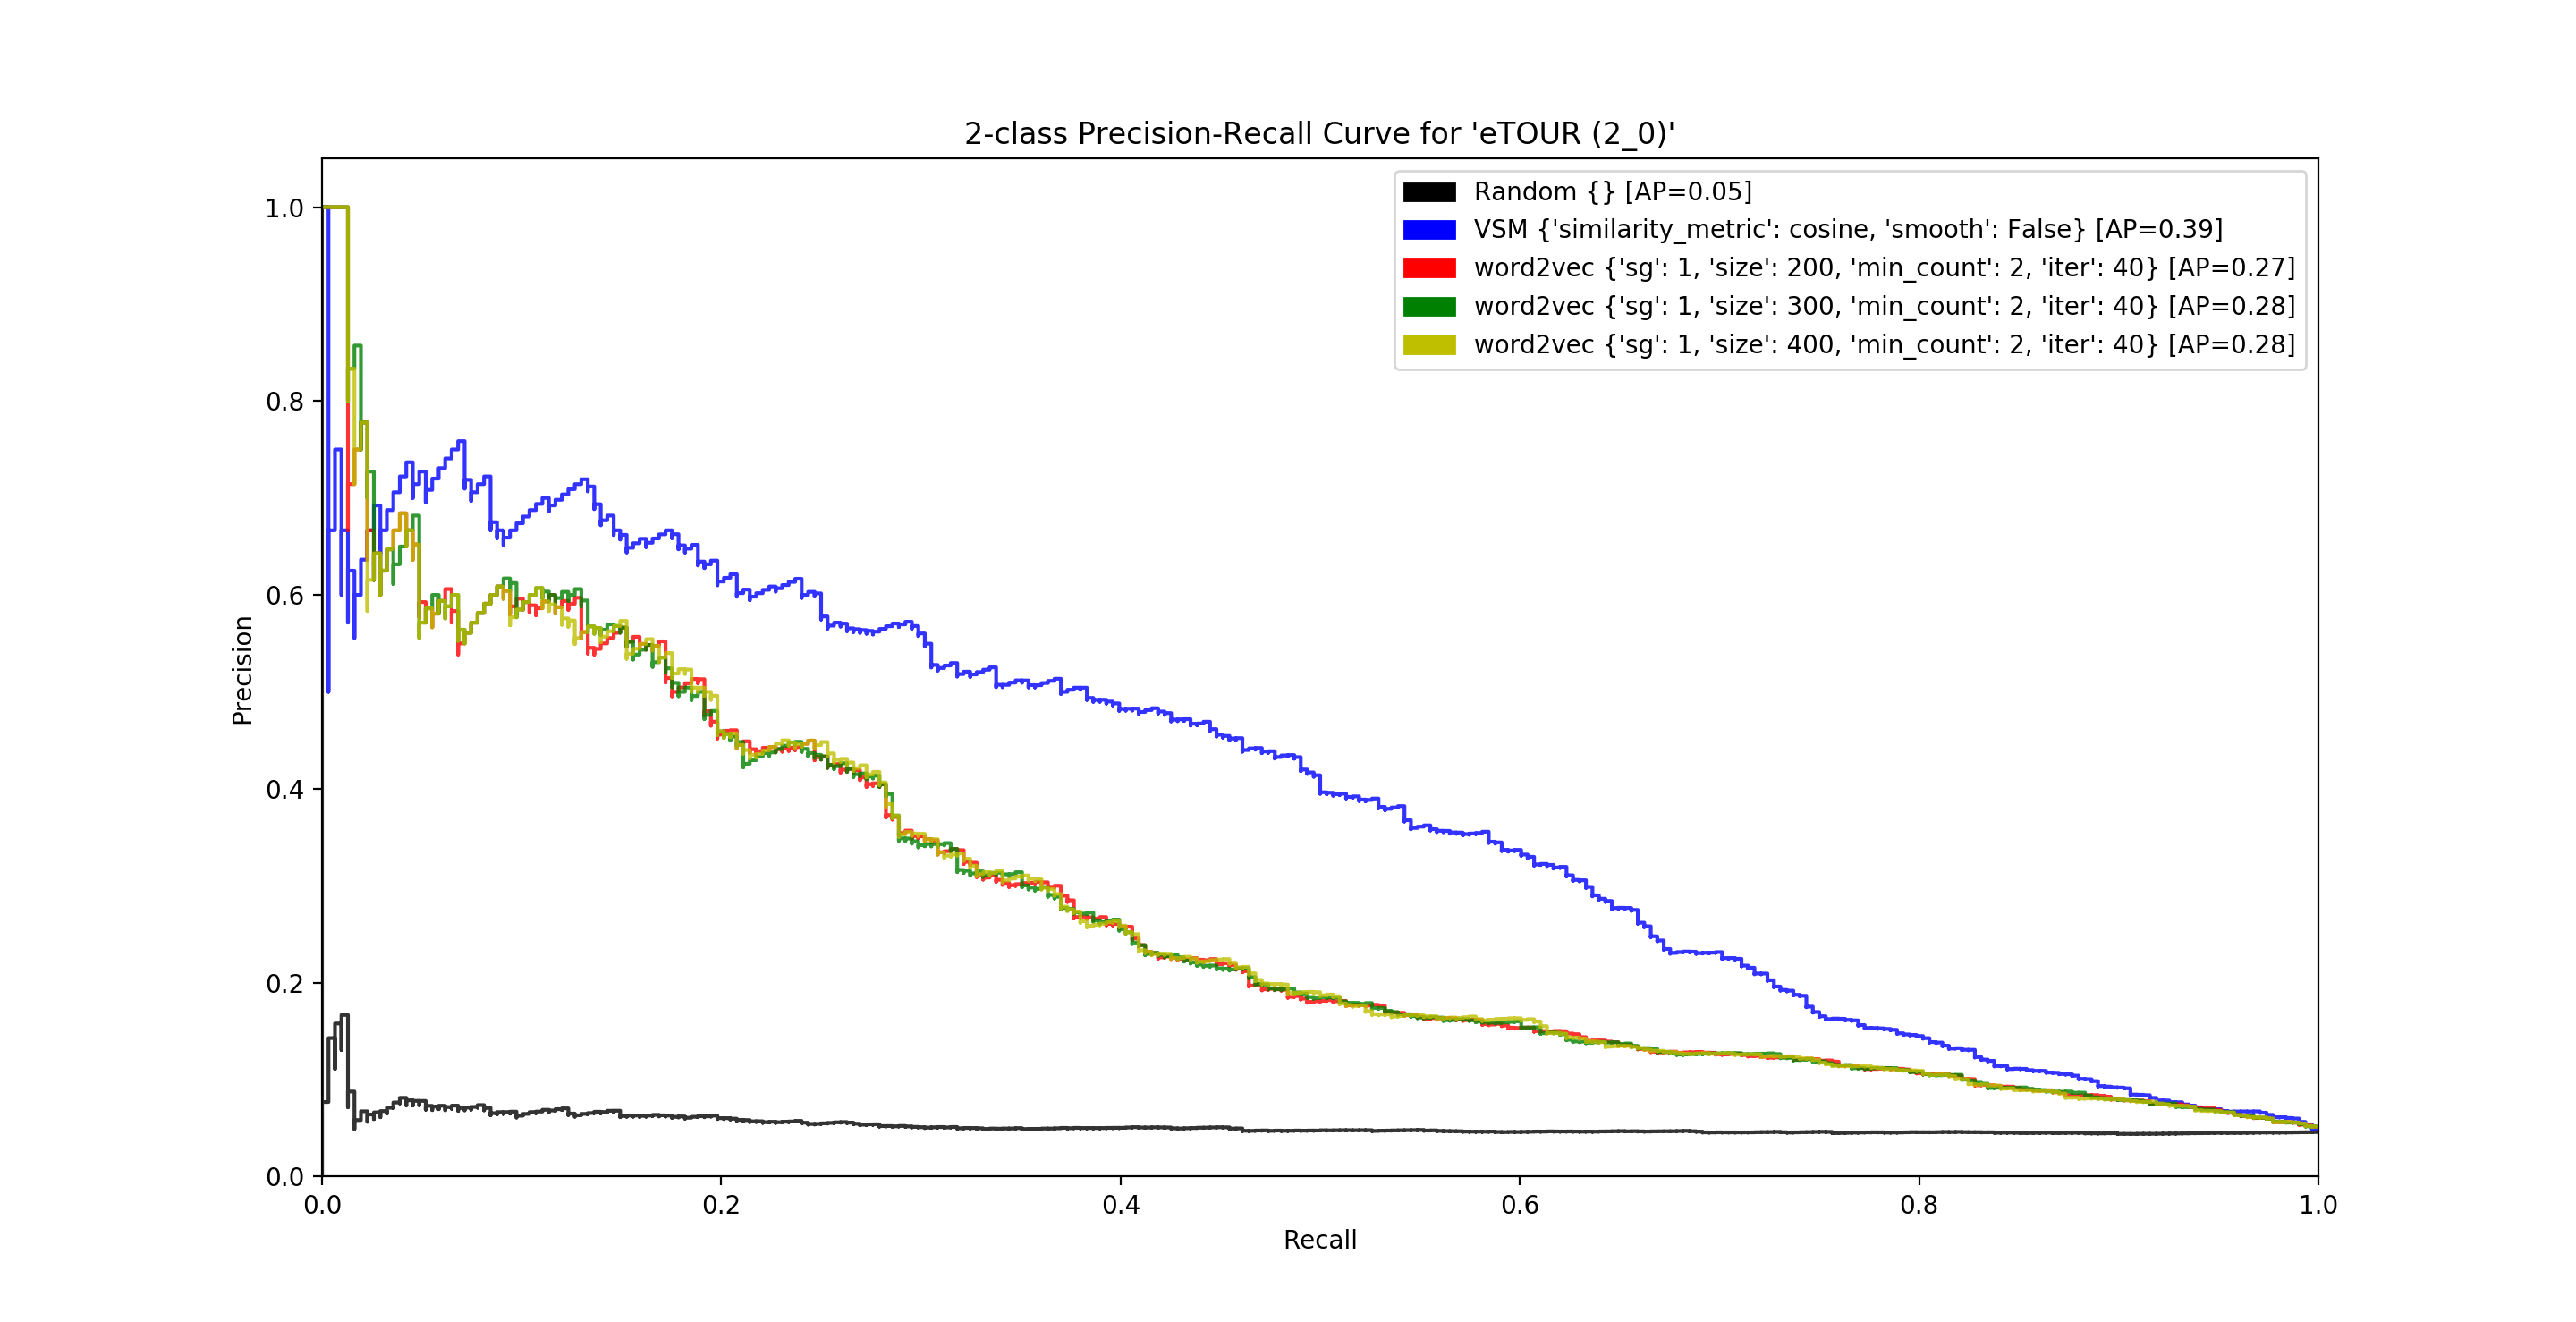 2-class Precision-Recall Curve for 'eTOUR (2_0)'
Random {} [AP=0.05]
VSM {'similarity_metric': cosine, 'smooth': False} [AP=0.39]
word2vec {'sg': 1, 'size': 200, 'min_count': 2, 'iter': 40} [AP=0.27]
word2vec {'sg': 1, 'size': 300, 'min_count': 2, 'iter': 40} [AP=0.28]
word2vec {'sg': 1, 'size': 400, 'min_count': 2, 'iter': 40} [AP=0.28]
1.0
0.8
0.6
0.4
0.2
0.0
Precision
0.0 0.2 0.4 0.6 0.8 1.0
Recall